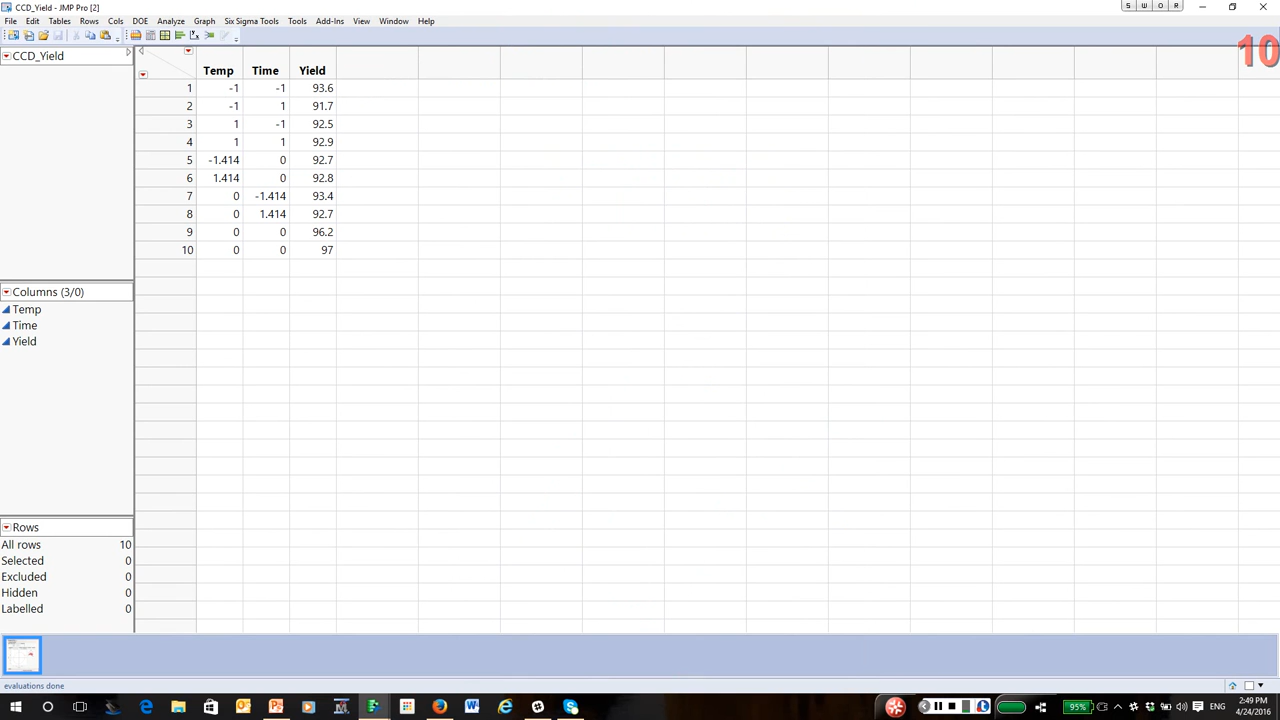 CCD_Yield - JMP Pro [2]
S W O R
File Edit Tables Rows Cols DOE Analyze Graph Six Sigma Tools Tools Add-Ins View Window Help
10
CCD_Yield
Temp Time Yield
1 -1 -1 93.6
2 -1 1 91.7
3 1 -1 92.5
4 1 1 92.9
5 -1.414 0 92.7
6 1.414 0 92.8
7 0 -1.414 93.4
8 0 1.414 92.7
9 0 0 96.2
10 0 0 97
Columns (3/0)
Temp
Time
Yield
Rows
All rows 10
Selected 0
Excluded 0
Hidden 0
Labelled 0
evaluations done
95%
2:49 PM
4/24/2016